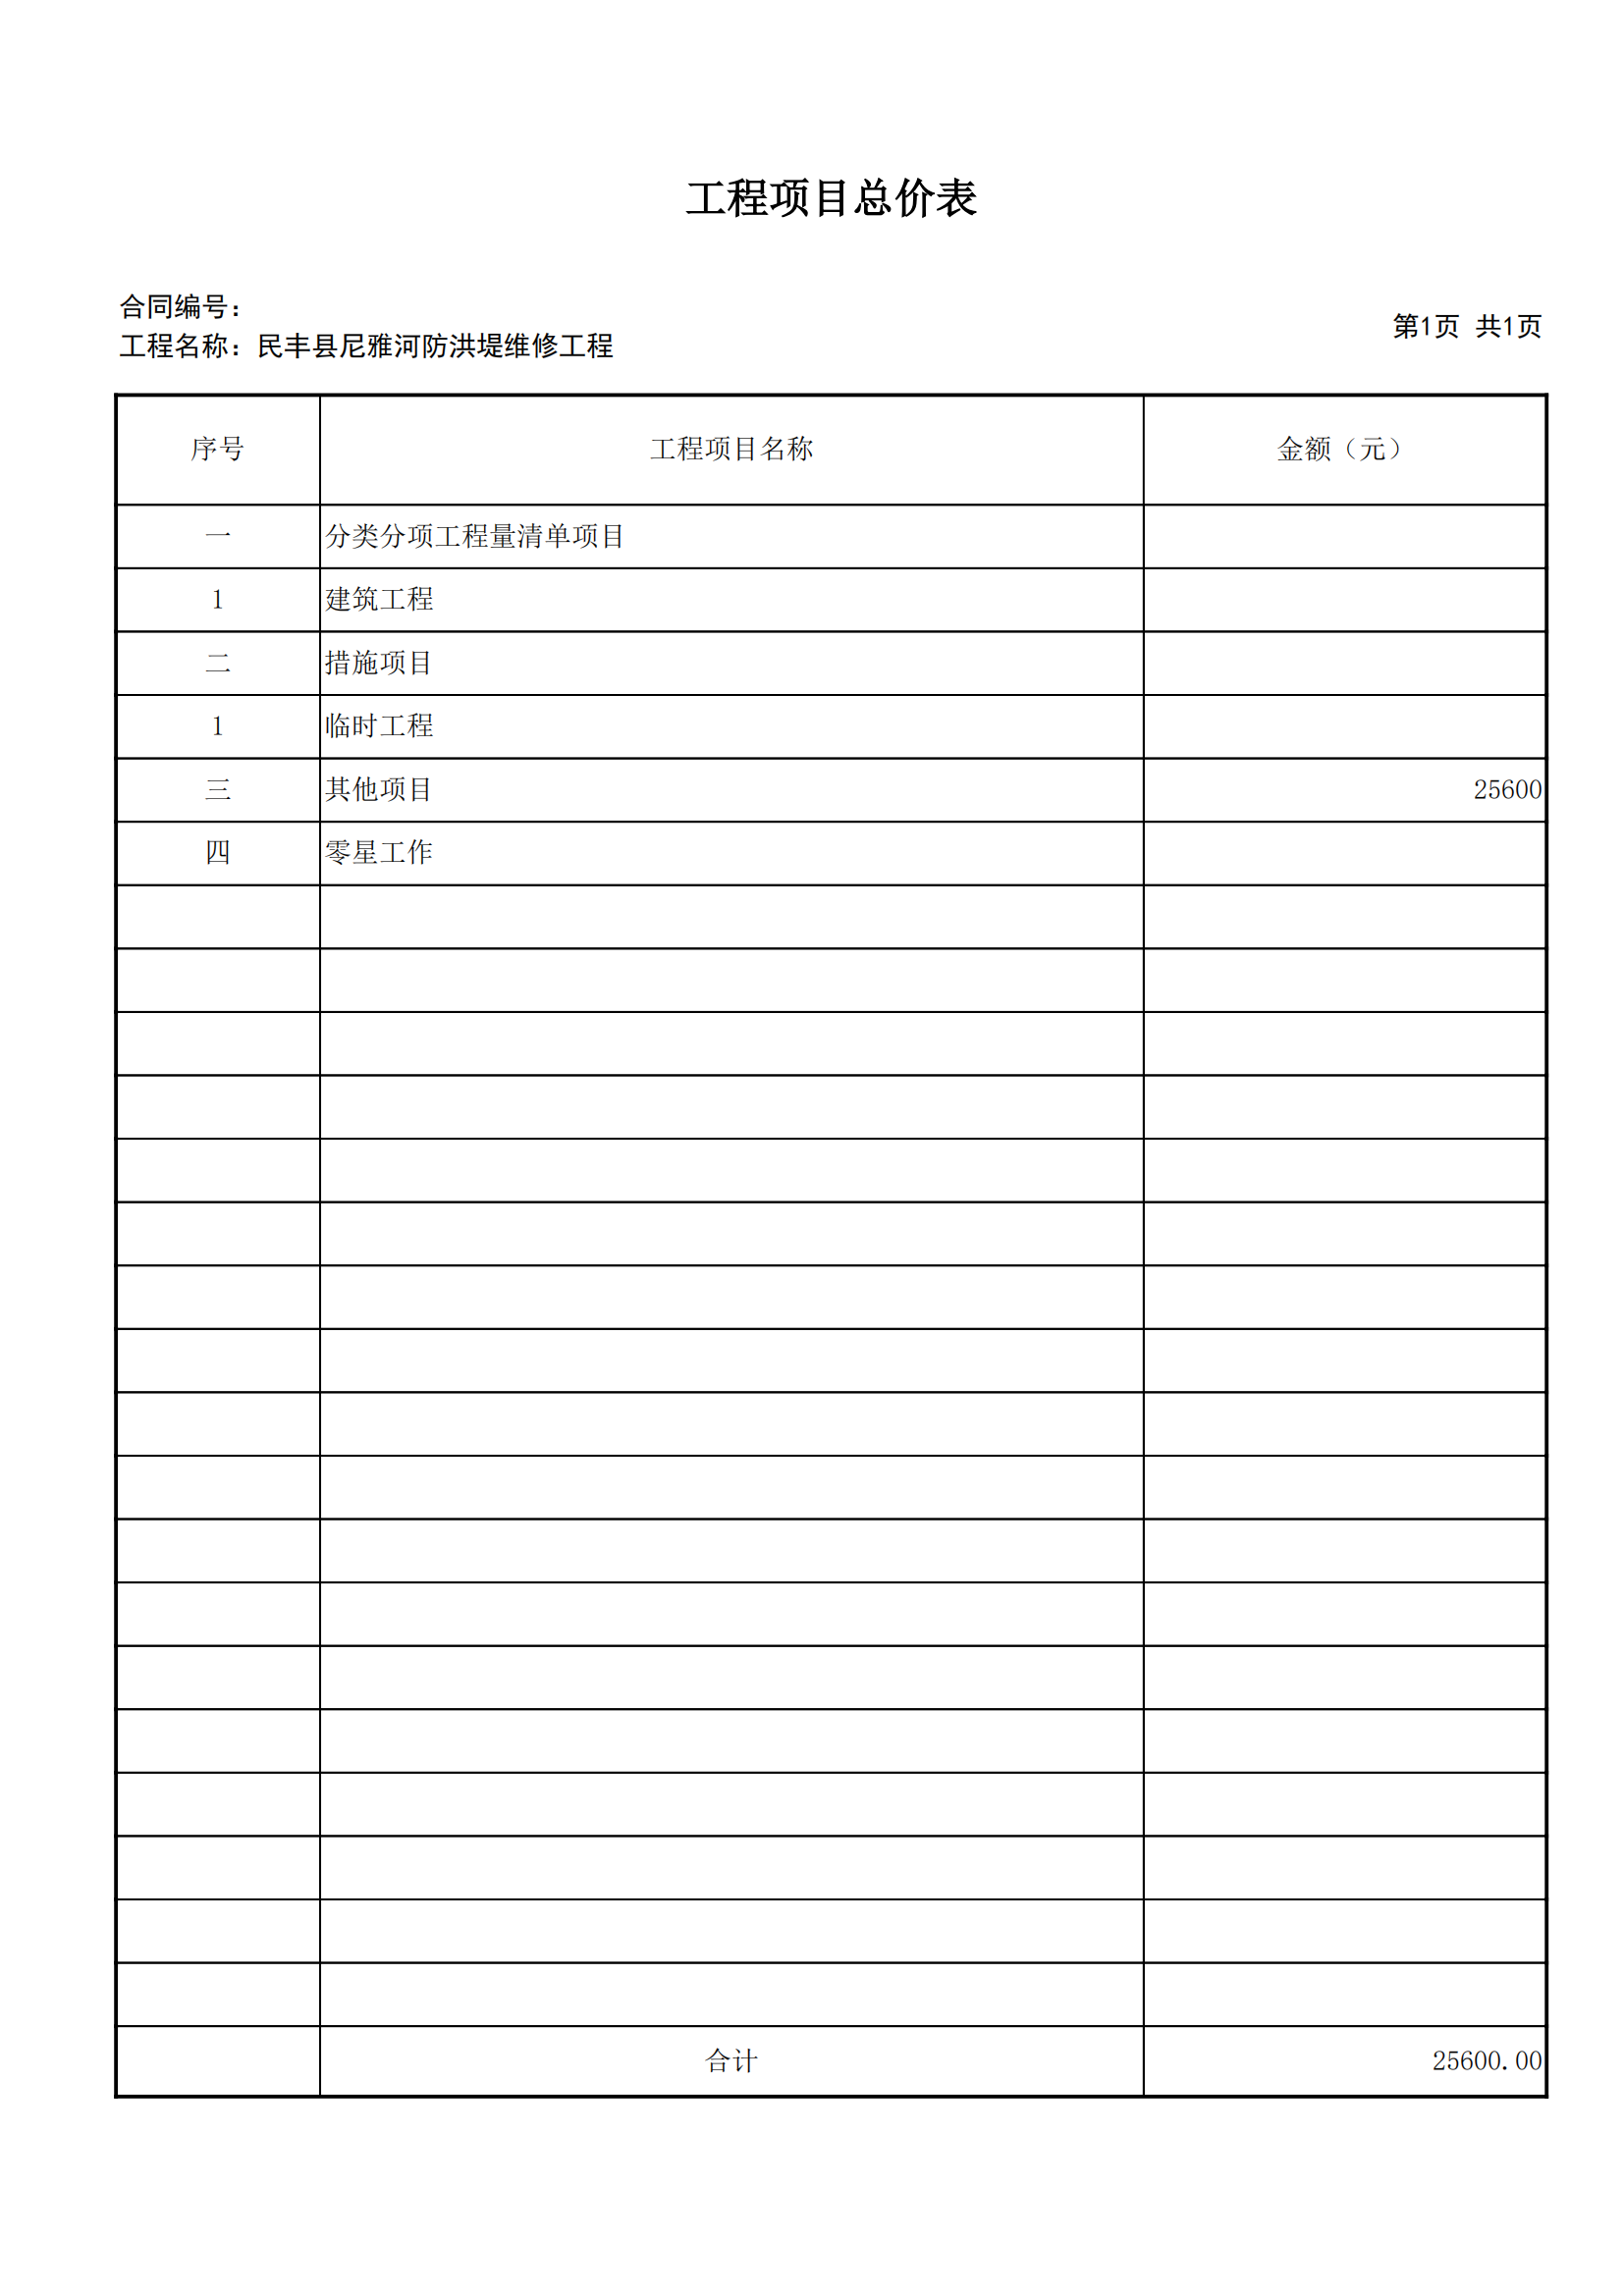 工程项目总价表
合同编号：
工程名称：民丰县尼雅河防洪堤维修工程
第1页 共1页
序号 工程项目名称 金额（元）
一 分类分项工程量清单项目
1 建筑工程
二 措施项目
1 临时工程
三 其他项目 25600
四 零星工作
合计 25600.00